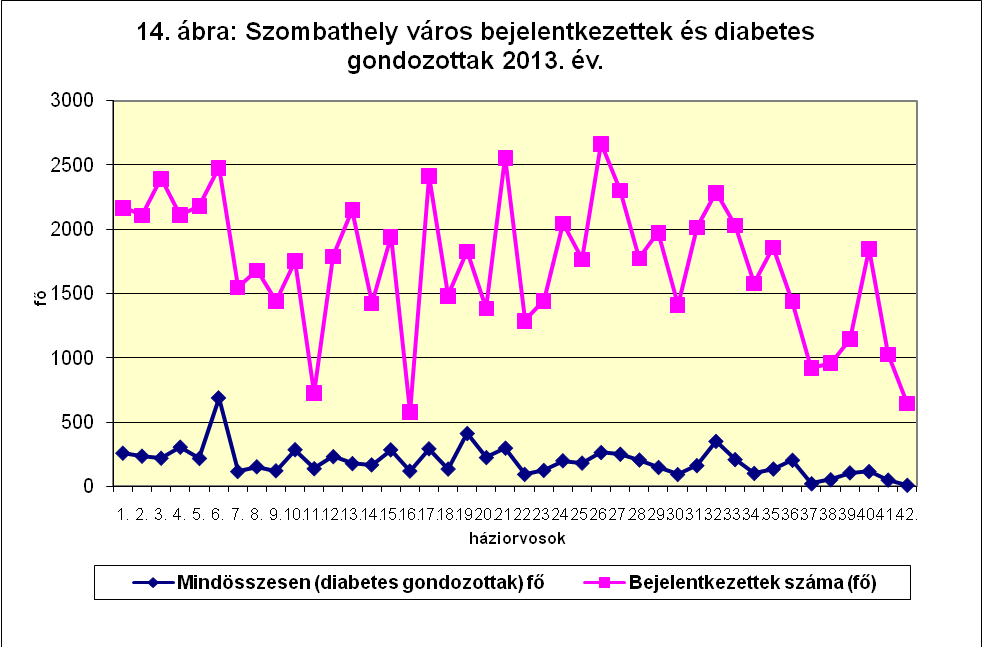 14. ábra: Szombathely város bejelentkezettek és diabetes
gondozottak 2013. év.
3000
2500
2000
1500
1000
500
0
fő
1. 2. 3. 4. 5. 6. 7. 8. 9. 10. 11. 12. 13. 14. 15. 16. 17. 18. 19. 20. 21. 22. 23. 24. 25. 26. 27. 28. 29. 30. 31. 32. 33. 34. 35. 36. 37. 38. 39. 40. 41. 42.
háziorvosok
Mindösszesen (diabetes gondozottak) fő
Bejelentkezettek száma (fő)